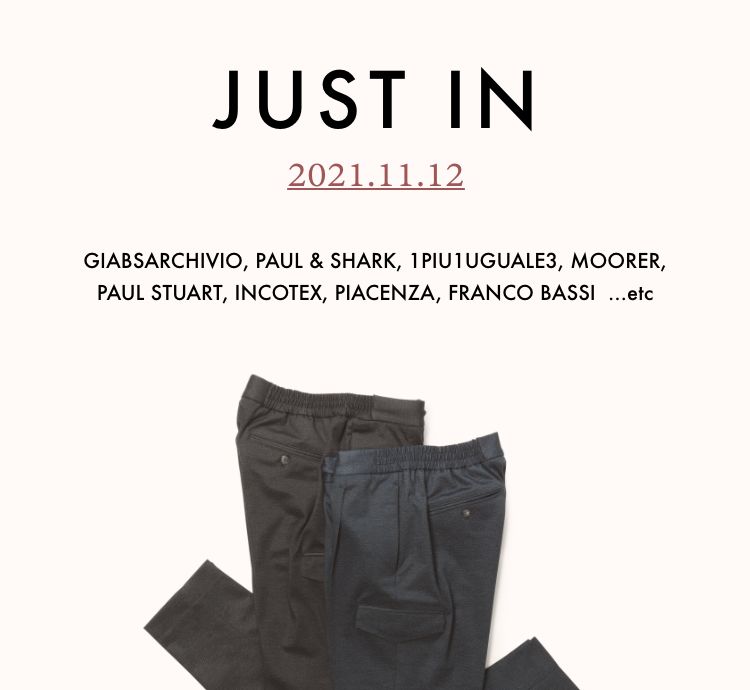 JUST IN
2021.11.12
GIABSARCHIVIO, PAUL & SHARK, 1PIU1UGUALE3, MOORER,
PAUL STUART, INCOTEX, PIACENZA, FRANCO BASSI ...etc